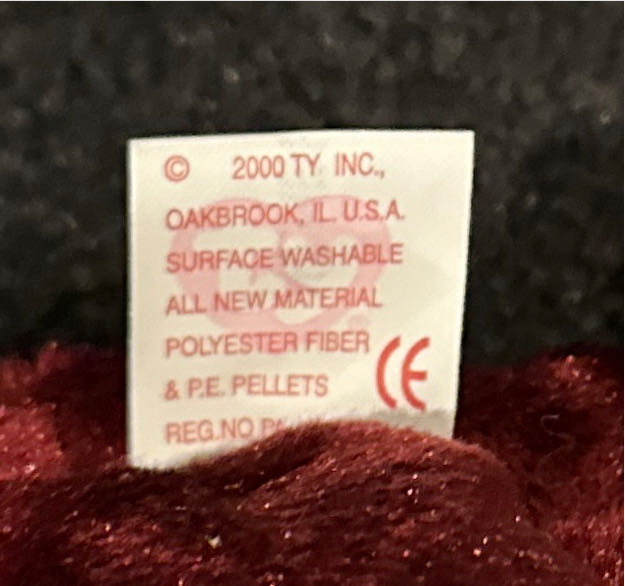 © 2000 TY INC.,
OAKBROOK, IL. U.S.A.
SURFACE WASHABLE
ALL NEW MATERIAL
POLYESTER FIBER
& P.E. PELLETS CE
REG.NO